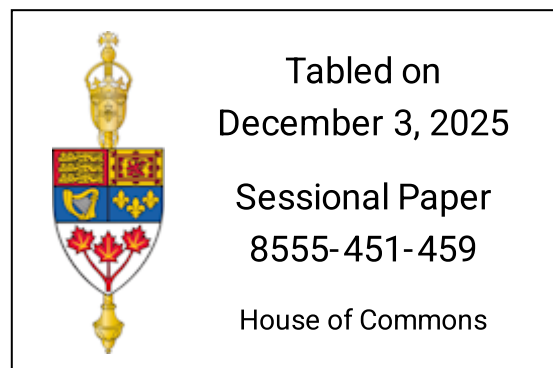 Tabled on
December 3, 2025
Sessional Paper
8555-451-459
House of Commons